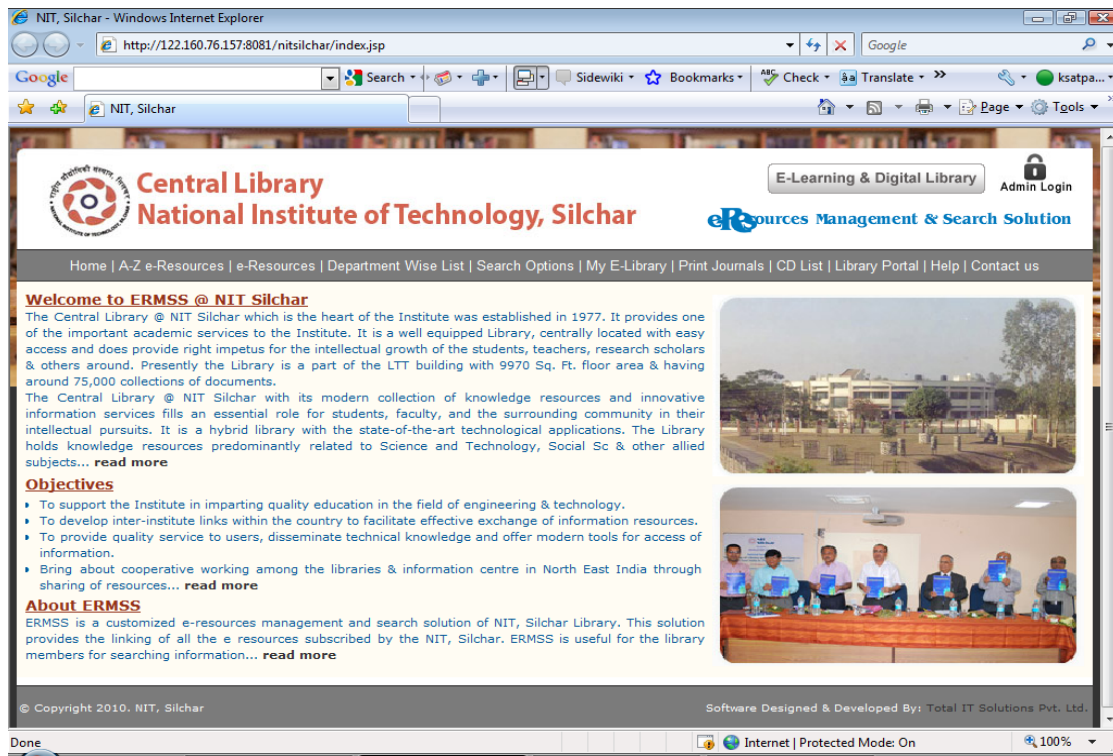 NIT, Silchar - Windows Internet Explorer
http://122.160.76.157:8081/nitsilchar/index.jsp
Google
Google
Search
Sidewiki
Bookmarks
Check
Translate
ksatpa...
NIT, Silchar
Page
Tools
Central Library
National Institute of Technology, Silchar
E-Learning & Digital Library
Admin Login
eResources Management & Search Solution
Home | A-Z e-Resources | e-Resources | Department Wise List | Search Options | My E-Library | Print Journals | CD List | Library Portal | Help | Contact us
Welcome to ERMSS @ NIT Silchar
The Central Library @ NIT Silchar which is the heart of the Institute was established in 1977. It provides one
of the important academic services to the Institute. It is a well equipped Library, centrally located with easy
access and does provide right impetus for the intellectual growth of the students, teachers, research scholars
& others around. Presently the Library is a part of the LTT building with 9970 Sq. Ft. floor area & having
around 75,000 collections of documents.
The Central Library @ NIT Silchar with its modern collection of knowledge resources and innovative
information services fills an essential role for students, faculty, and the surrounding community in their
intellectual pursuits. It is a hybrid library with the state-of-the-art technological applications. The Library
holds knowledge resources predominantly related to Science and Technology, Social Sc & other allied
subjects... read more
Objectives
To support the Institute in imparting quality education in the field of engineering & technology.
To develop inter-institute links within the country to facilitate effective exchange of information resources.
To provide quality service to users, disseminate technical knowledge and offer modern tools for access of
information.
Bring about cooperative working among the libraries & information centre in North East India through
sharing of resources... read more
About ERMSS
ERMSS is a customized e-resources management and search solution of NIT, Silchar Library. This solution
provides the linking of all the e resources subscribed by the NIT, Silchar. ERMSS is useful for the library
members for searching information... read more
© Copyright 2010. NIT, Silchar
Software Designed & Developed By: Total IT Solutions Pvt. Ltd.
Done
Internet | Protected Mode: On
100%